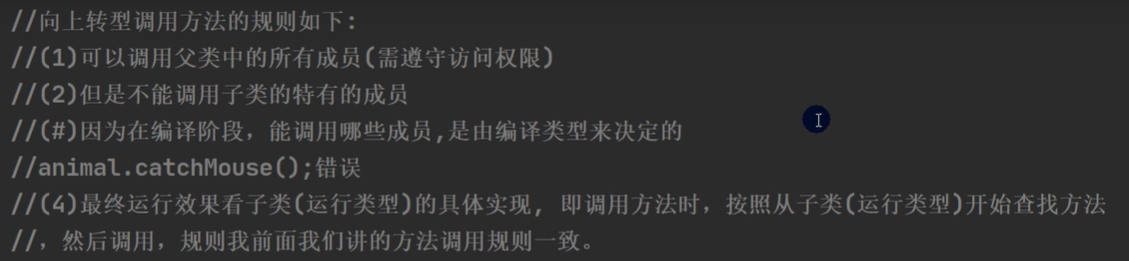 //向上转型调用方法的规则如下:
//(1)可以调用父类中的所有成员(需遵守访问权限)
//(2)但是不能调用子类的特有的成员
//(#)因为在编译阶段，能调用哪些成员,是由编译类型来决定的
//animal.catchMouse();错误
//(4)最终运行效果看子类(运行类型)的具体实现, 即调用方法时，按照从子类(运行类型)开始查找方法
//，然后调用，规则我前面我们讲的方法调用规则一致。